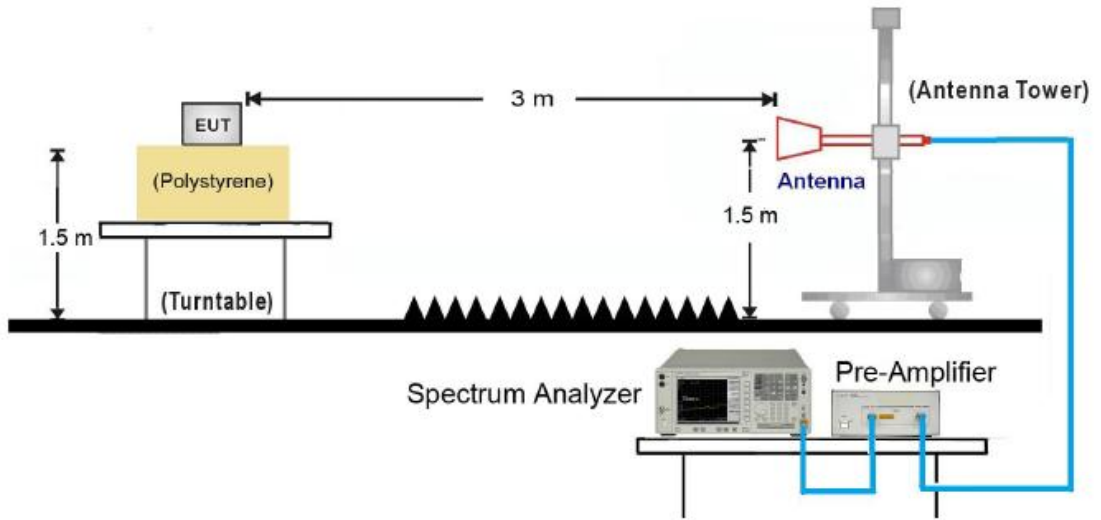 3 m
(Antenna Tower)
EUT
(Polystyrene)
Antenna
1.5 m
1.5 m
(Turntable)
Spectrum Analyzer
Pre-Amplifier